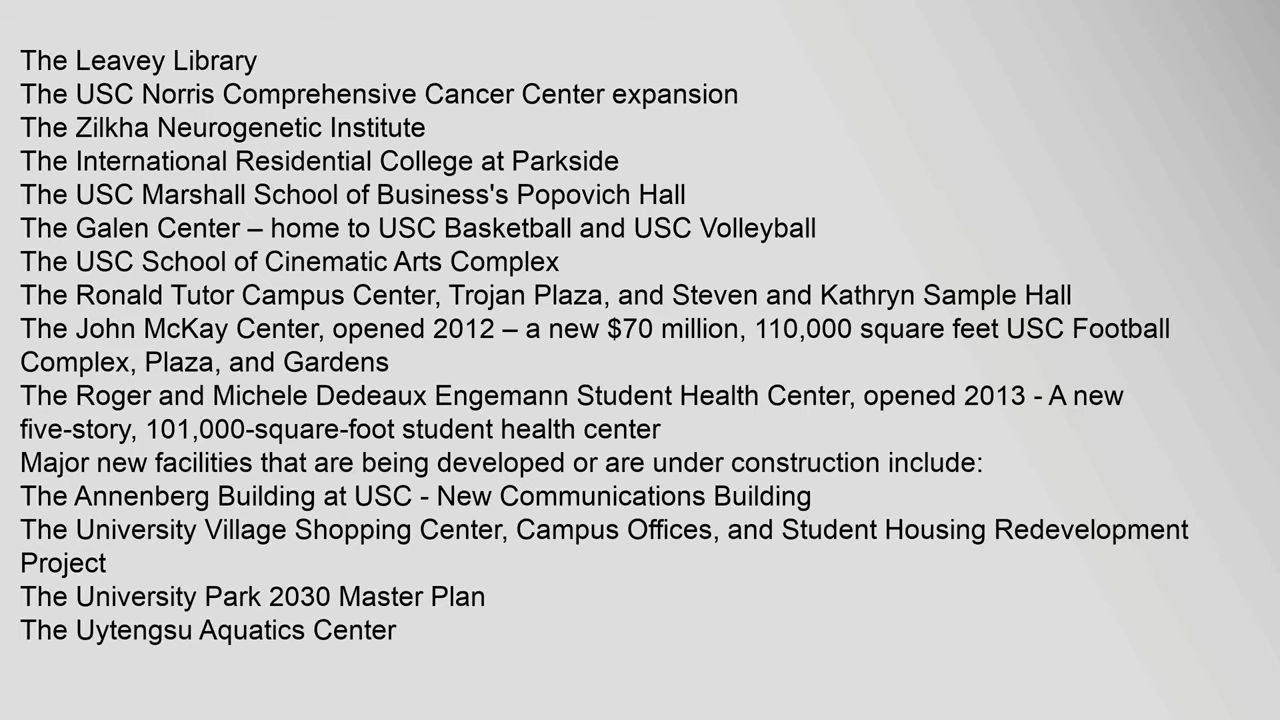 The Leavey Library
The USC Norris Comprehensive Cancer Center expansion
The Zilkha Neurogenetic Institute
The International Residential College at Parkside
The USC Marshall School of Business's Popovich Hall
The Galen Center – home to USC Basketball and USC Volleyball
The USC School of Cinematic Arts Complex
The Ronald Tutor Campus Center, Trojan Plaza, and Steven and Kathryn Sample Hall
The John McKay Center, opened 2012 – a new $70 million, 110,000 square feet USC Football
Complex, Plaza, and Gardens
The Roger and Michele Dedeaux Engemann Student Health Center, opened 2013 - A new
five-story, 101,000-square-foot student health center
Major new facilities that are being developed or are under construction include:
The Annenberg Building at USC - New Communications Building
The University Village Shopping Center, Campus Offices, and Student Housing Redevelopment
Project
The University Park 2030 Master Plan
The Uytengsu Aquatics Center